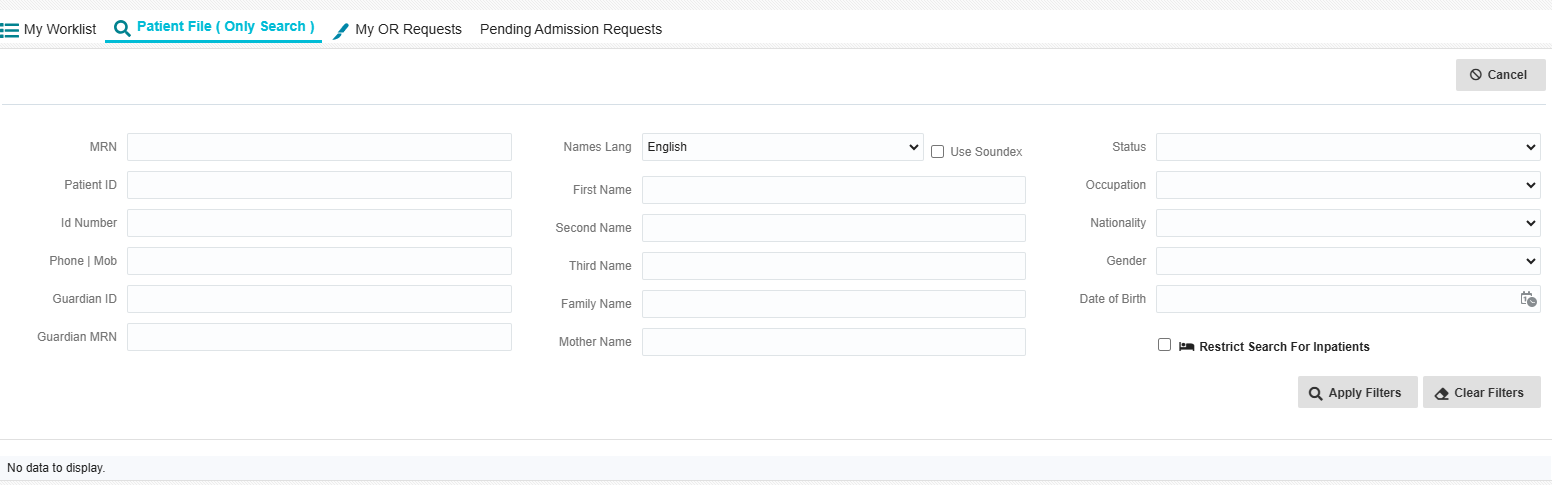 My Worklist Patient File ( Only Search ) My OR Requests Pending Admission Requests
Cancel
MRN
Patient ID
Id Number
Phone | Mob
Guardian ID
Guardian MRN
Names Lang English Use Soundex
First Name
Second Name
Third Name
Family Name
Mother Name
Status
Occupation
Nationality
Gender
Date of Birth
Restrict Search For Inpatients
Apply Filters Clear Filters
No data to display.